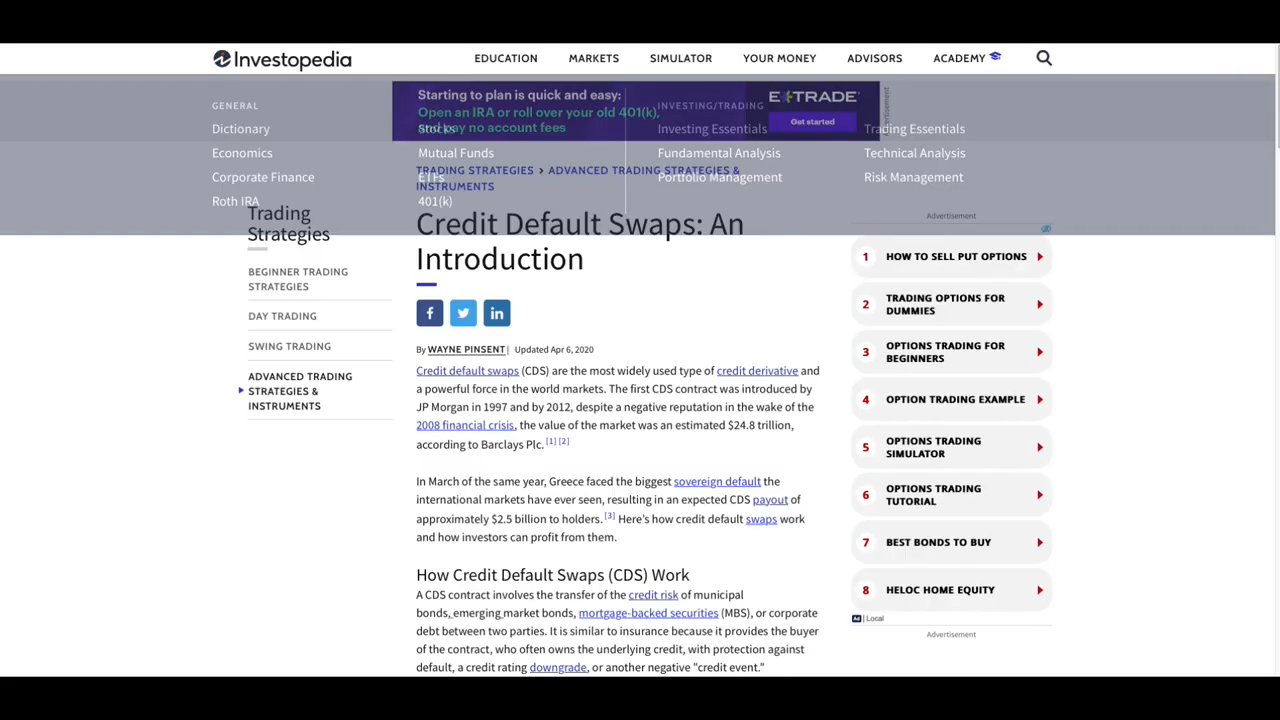 Investopedia
EDUCATION MARKETS SIMULATOR YOUR MONEY ADVISORS ACADEMY
Starting to plan is quick and easy:
Open an IRA or roll over your old 401(k),
and pay no account fees
E*TRADE
Get started
Advertisement
GENERAL
Dictionary
Economics
Corporate Finance
Roth IRA
Stocks
Mutual Funds
ETFs
401(k)
INVESTING/TRADING
Investing Essentials
Fundamental Analysis
Portfolio Management
Trading Essentials
Technical Analysis
Risk Management
TRADING STRATEGIES > ADVANCED TRADING STRATEGIES &
INSTRUMENTS
Trading
Strategies
BEGINNER TRADING
STRATEGIES
DAY TRADING
SWING TRADING
ADVANCED TRADING
STRATEGIES &
INSTRUMENTS
Credit Default Swaps: An
Introduction
By WAYNE PINSENT | Updated Apr 6, 2020
Credit default swaps (CDS) are the most widely used type of credit derivative and
a powerful force in the world markets. The first CDS contract was introduced by
JP Morgan in 1997 and by 2012, despite a negative reputation in the wake of the
2008 financial crisis, the value of the market was an estimated $24.8 trillion,
according to Barclays Plc. [1] [2]
In March of the same year, Greece faced the biggest sovereign default the
international markets have ever seen, resulting in an expected CDS payout of
approximately $2.5 billion to holders. [3] Here's how credit default swaps work
and how investors can profit from them.
How Credit Default Swaps (CDS) Work
A CDS contract involves the transfer of the credit risk of municipal
bonds, emerging market bonds, mortgage-backed securities (MBS), or corporate
debt between two parties. It is similar to insurance because it provides the buyer
of the contract, who often owns the underlying credit, with protection against
default, a credit rating downgrade, or another negative "credit event."
Advertisement
1 HOW TO SELL PUT OPTIONS
2 TRADING OPTIONS FOR
DUMMIES
3 OPTIONS TRADING FOR
BEGINNERS
4 OPTION TRADING EXAMPLE
5 OPTIONS TRADING
SIMULATOR
6 OPTIONS TRADING
TUTORIAL
7 BEST BONDS TO BUY
8 HELOC HOME EQUITY
Ad | Local
Advertisement